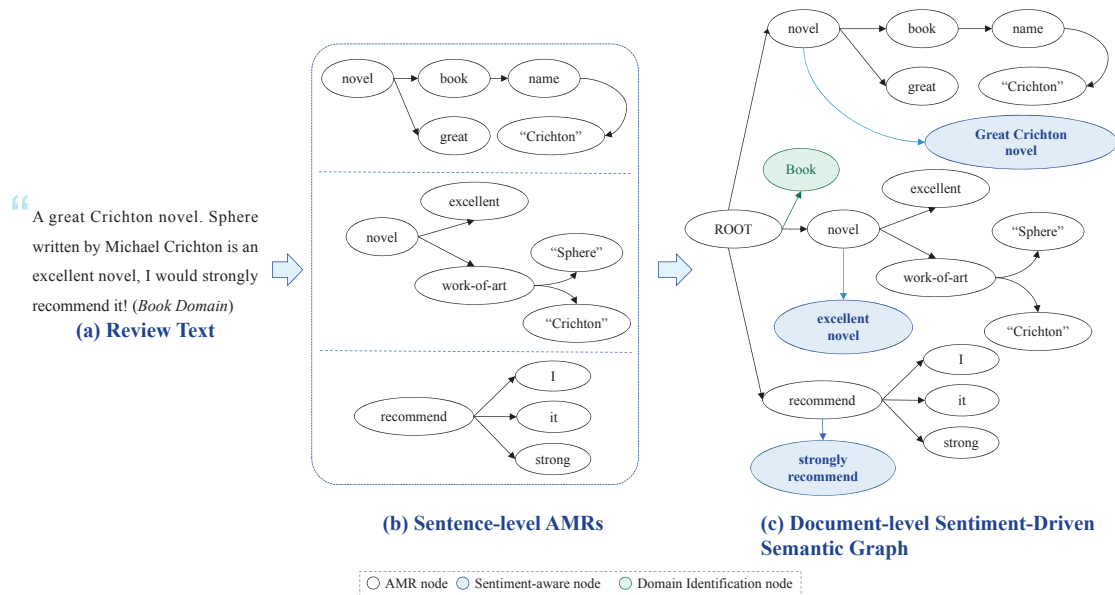 “
A great Crichton novel. Sphere
written by Michael Crichton is an
excellent novel, I would strongly
recommend it! (Book Domain)
(a) Review Text
novel
book
name
great
“Crichton”
excellent
novel
“Sphere”
work-of-art
“Crichton”
I
recommend
it
strong
(b) Sentence-level AMRs
novel
book
name
great
“Crichton”
Great Crichton
novel
Book
excellent
ROOT
novel
“Sphere”
work-of-art
excellent
novel
“Crichton”
I
recommend
it
strong
strongly
recommend
(c) Document-level Sentiment-Driven
Semantic Graph
AMR node
Sentiment-aware node
Domain Identification node